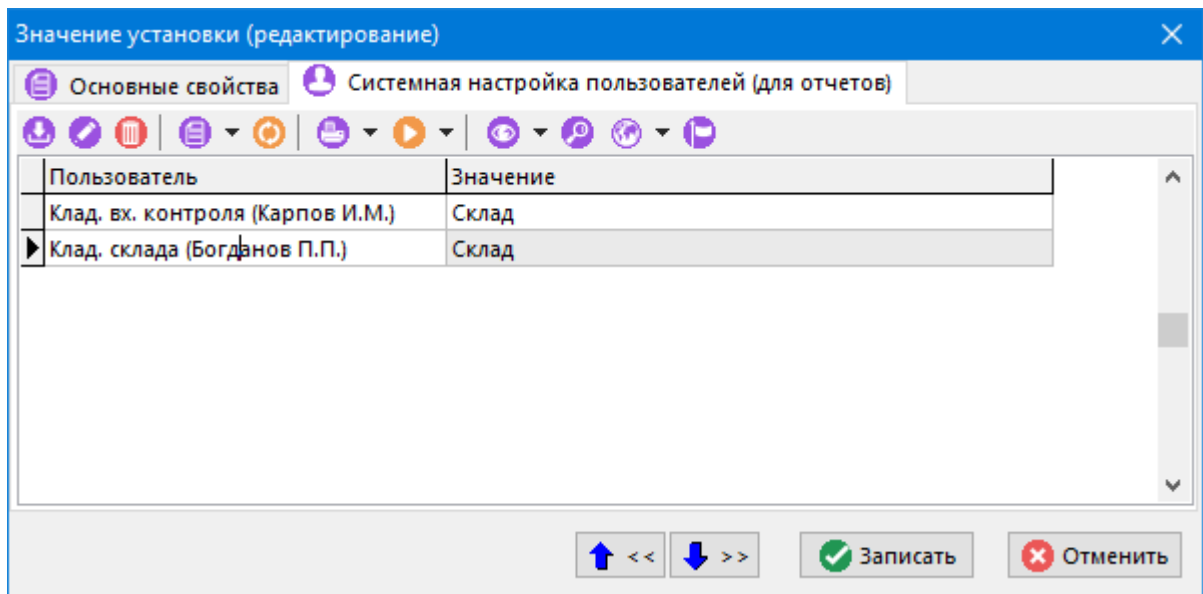 Значение установки (редактирование)
Основные свойства Системная настройка пользователей (для отчетов)
Пользователь Значение
Клад. вх. контроля (Карпов И.М.) Склад
Клад. склада (Богданов П.П.) Склад
<< >> Записать Отменить